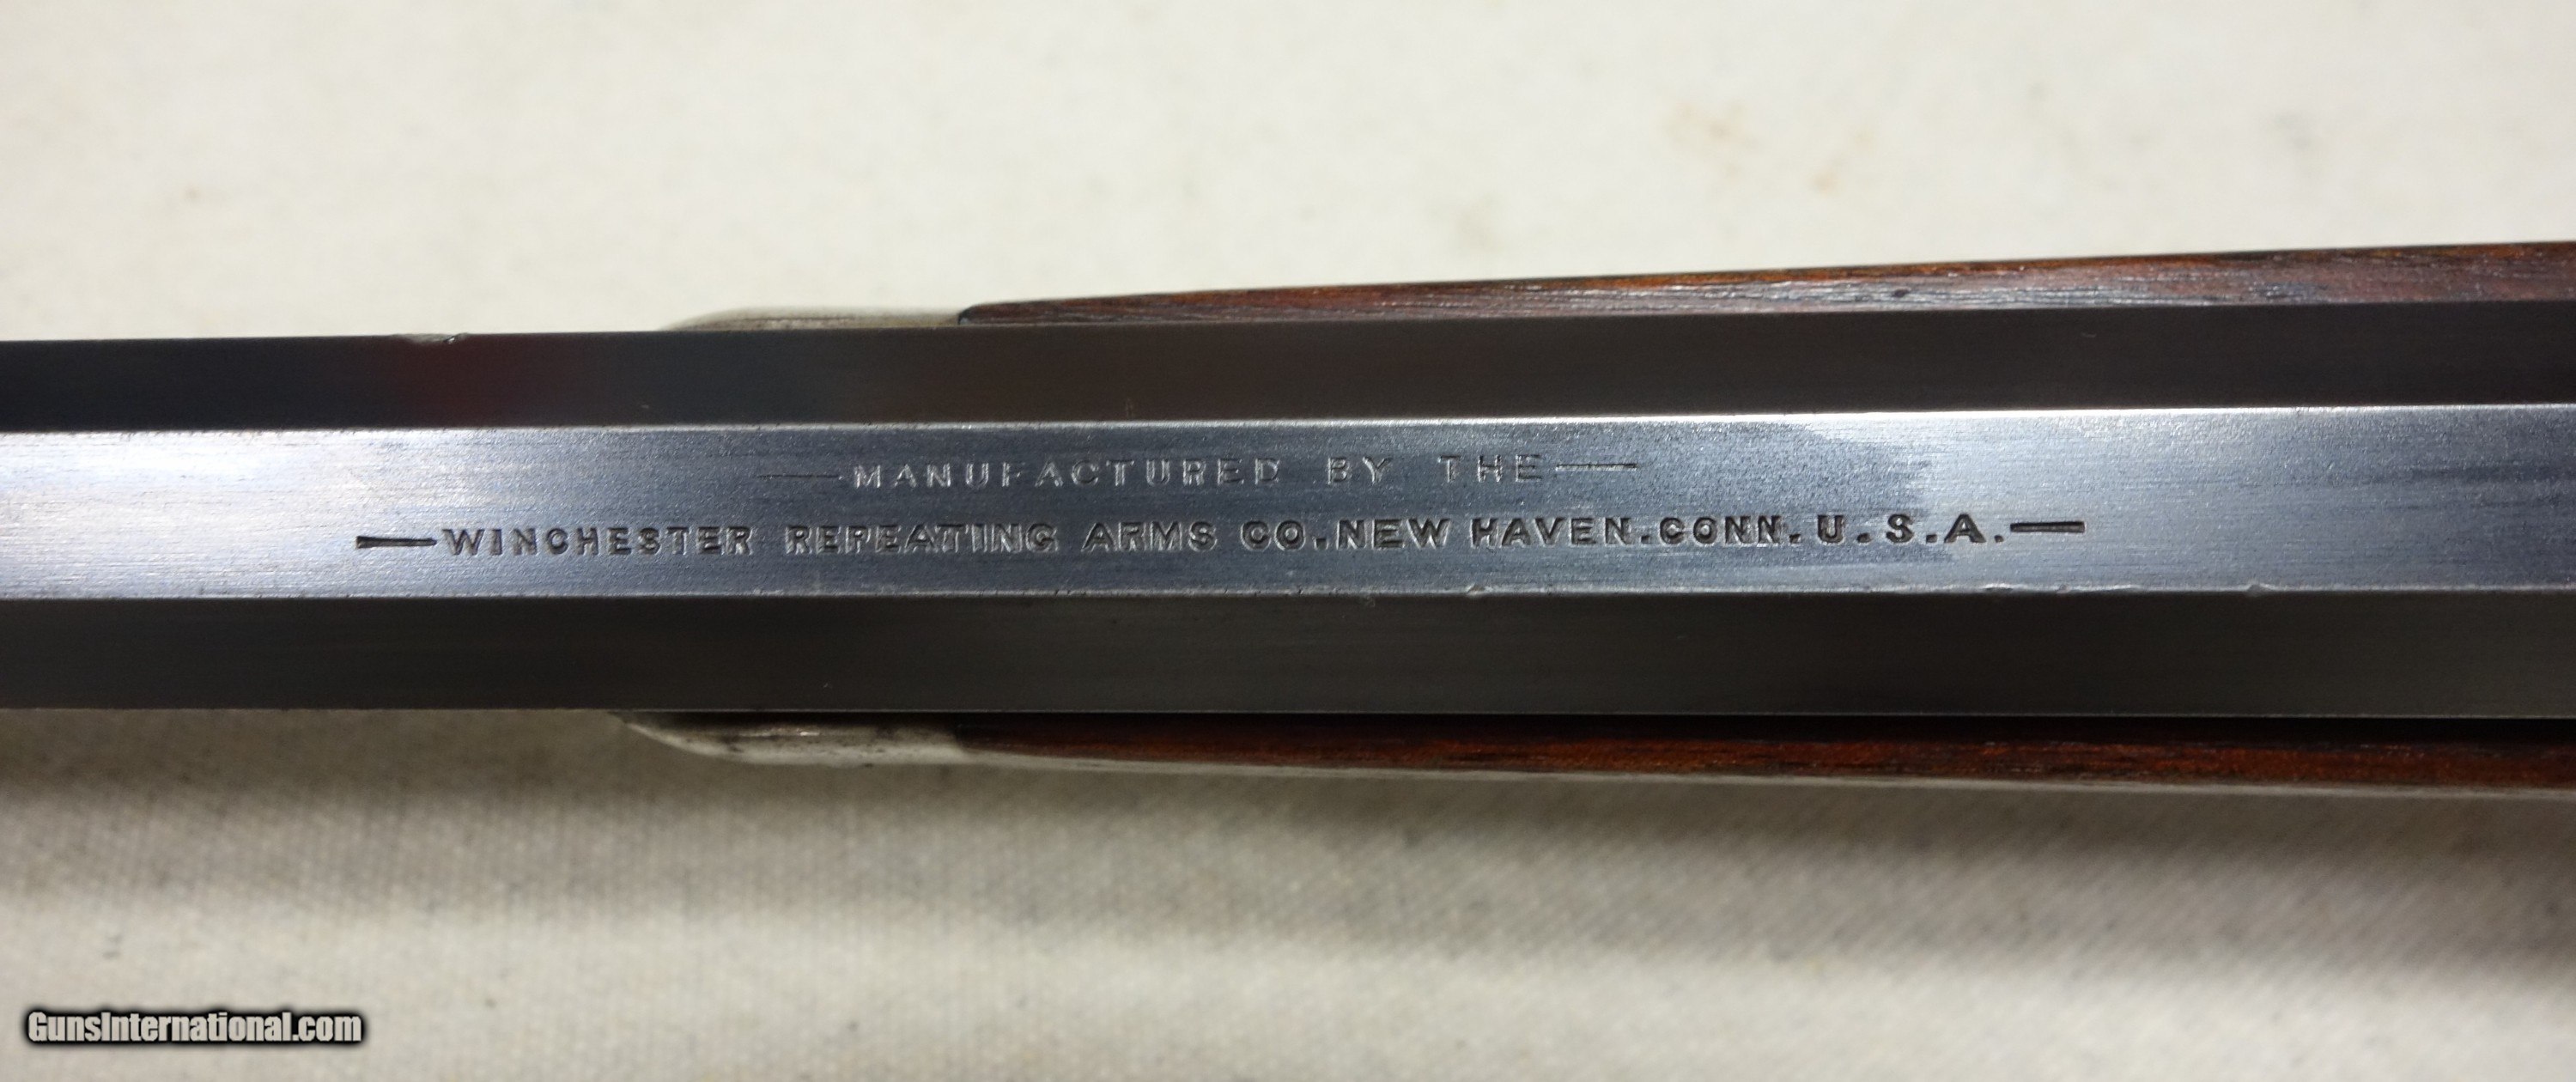 —MANUFACTURED BY THE—
—WINCHESTER REPEATING ARMS CO. NEW HAVEN. CONN. U.S.A.—
GunsInternational.com